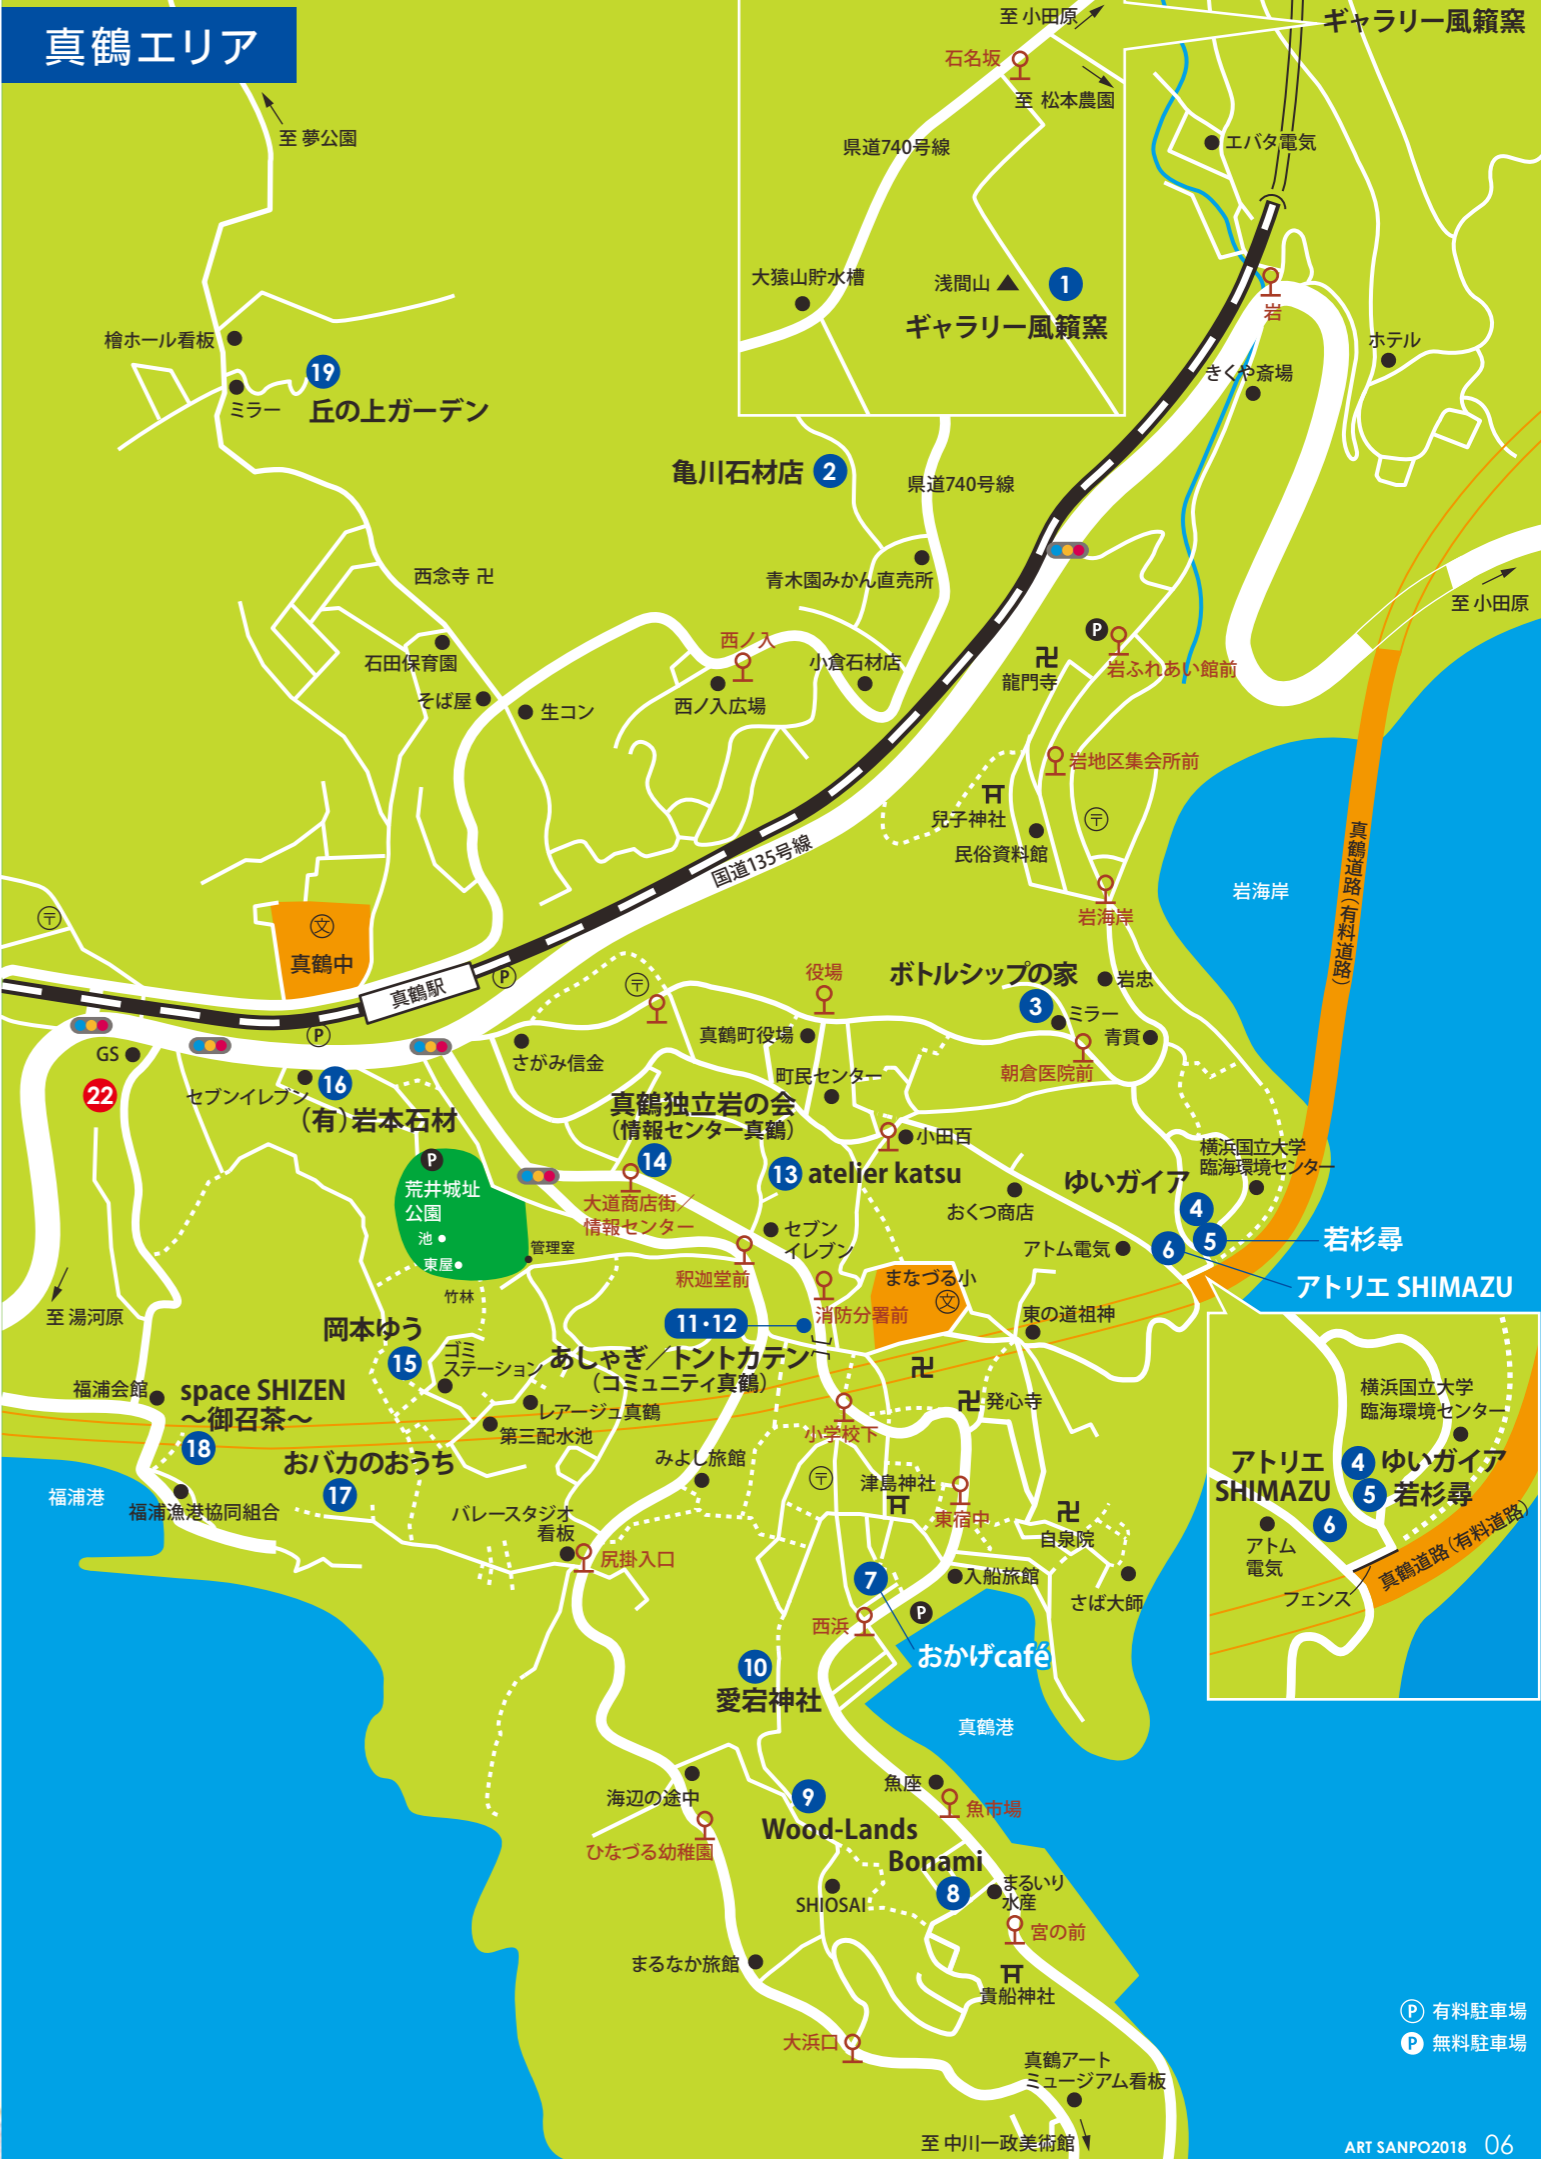 真鶴エリア
至 小田原
石名坂
至 松本農園
県道740号線
大猿山貯水槽
浅間山
1
ギャラリー風籟窯
ギャラリー風籟窯
エバタ電気
岩
ホテル
きくや斎場
至 夢公園
檜ホール看板
19
ミラー
丘の上ガーデン
亀川石材店
2
県道740号線
青木園みかん直売所
西念寺
石田保育園
そば屋
生コン
西ノ入
西ノ入広場
小倉石材店
至 小田原
P
龍門寺
岩ふれあい館前
岩地区集会所前
兒子神社
〒
民俗資料館
国道135号線
岩海岸
岩海岸
真鶴道路(有料道路)
〒
文
真鶴中
真鶴駅
P
P
〒
役場
ボトルシップの家
岩忠
3
ミラー
青貫
真鶴町役場
朝倉医院前
GS
さがみ信金
町民センター
22
セブンイレブン
16
(有)岩本石材
真鶴独立岩の会
(情報センター真鶴)
14
小田百
P
荒井城址
公園
池
東屋
管理室
竹林
大道商店街/
情報センター
13
atelier katsu
横浜国立大学
臨海環境センター
ゆいガイア
4
おくつ商店
5
若杉尋
6
アトリエ SHIMAZU
アトム電気
セブン
イレブン
釈迦堂前
まなづる小
文
消防分署前
東の道祖神
至 湯河原
岡本ゆう
15
ゴミ
ステーション
11・12
あしゃぎ/トントカテン
(コミュニティ真鶴)
福浦会館
space SHIZEN
〜御召茶〜
18
レアージュ真鶴
第三配水池
発心寺
小学校下
おバカのおうち
17
みよし旅館
〒
津島神社
東宿中
自泉院
福浦港
福浦漁港協同組合
バレースタジオ
看板
尻掛入口
7
入船旅館
さば大師
西浜
P
おかげcafé
横浜国立大学
臨海環境センター
アトリエ
SHIMAZU
4
ゆいガイア
5
若杉尋
6
アトム
電気
真鶴道路(有料道路)
フェンス
10
愛宕神社
真鶴港
海辺の途中
9
魚座
魚市場
Wood-Lands
ひなづる幼稚園
Bonami
8
まるいり
水産
SHIOSAI
宮の前
まるなか旅館
貴船神社
大浜口
真鶴アート
ミュージアム看板
至 中川一政美術館
P 有料駐車場
P 無料駐車場
ART SANPO2018 06